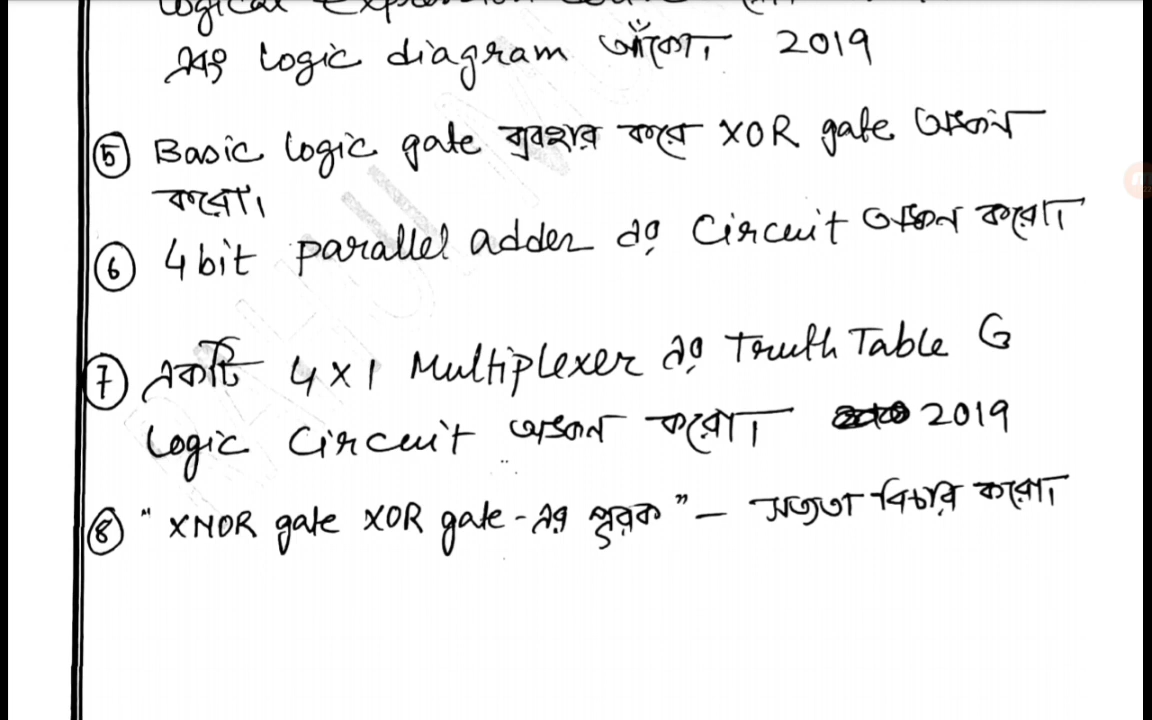 Logical Expression
এবং Logic diagram আঁকো। 2019
⑤ Basic Logic gate ব্যবহার করে XOR gate অঙ্কন
করো।
⑥ 4 bit parallel adder এর Circuit অঙ্কন করো।
⑦ একটি 4 X 1 Multiplexer এর Truth Table ও
Logic Circuit অঙ্কন করো। 2019
⑧ " XNOR gate XOR gate - এর পূরক " – সত্যতা বিচার করো।